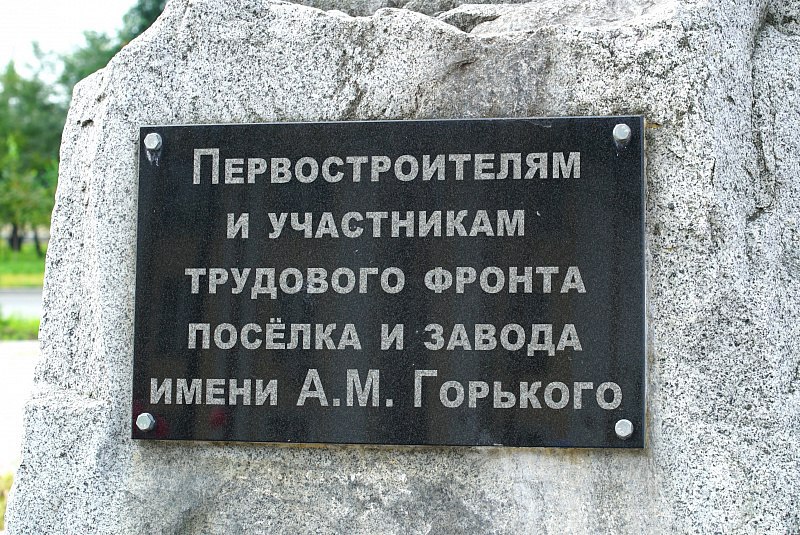 Первостроителям
и участникам
трудового фронта
посёлка и завода
имени А.М. Горького